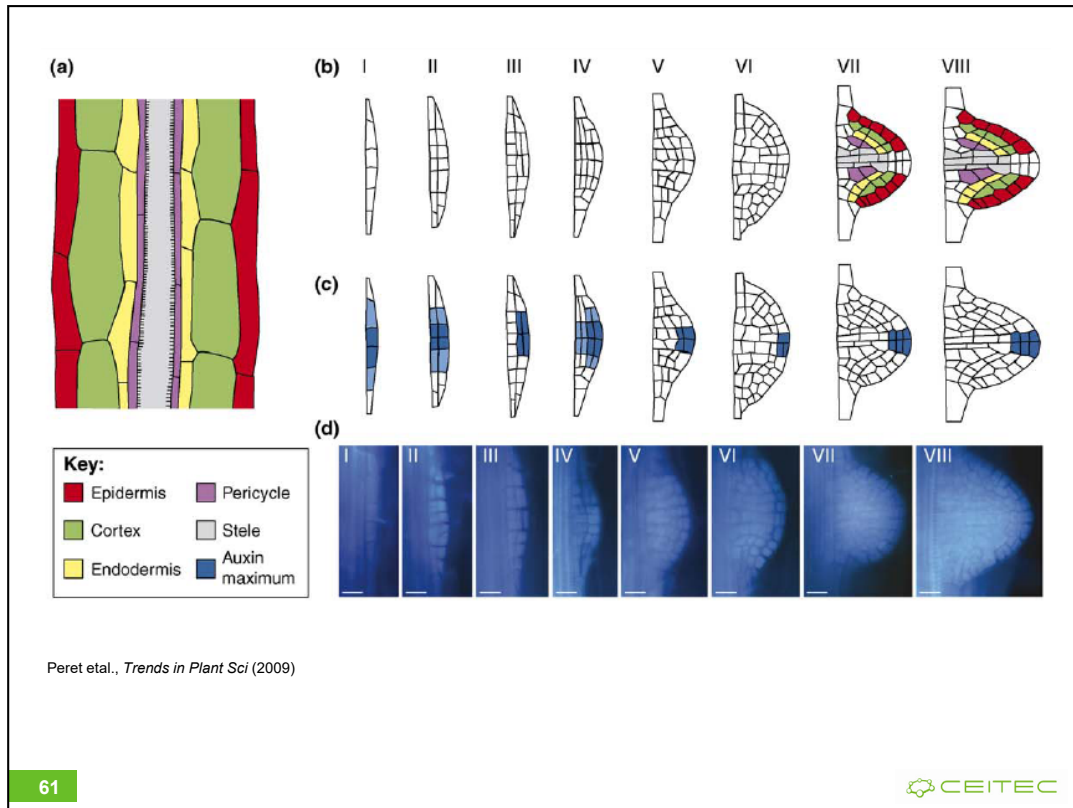 (a)
(b) I II III IV V VI VII VIII
(c)
(d)
I II III IV V VI VII VIII
Key:
Epidermis Pericycle
Cortex Stele
Endodermis Auxin
maximum
Peret etal., Trends in Plant Sci (2009)
61
CEITEC